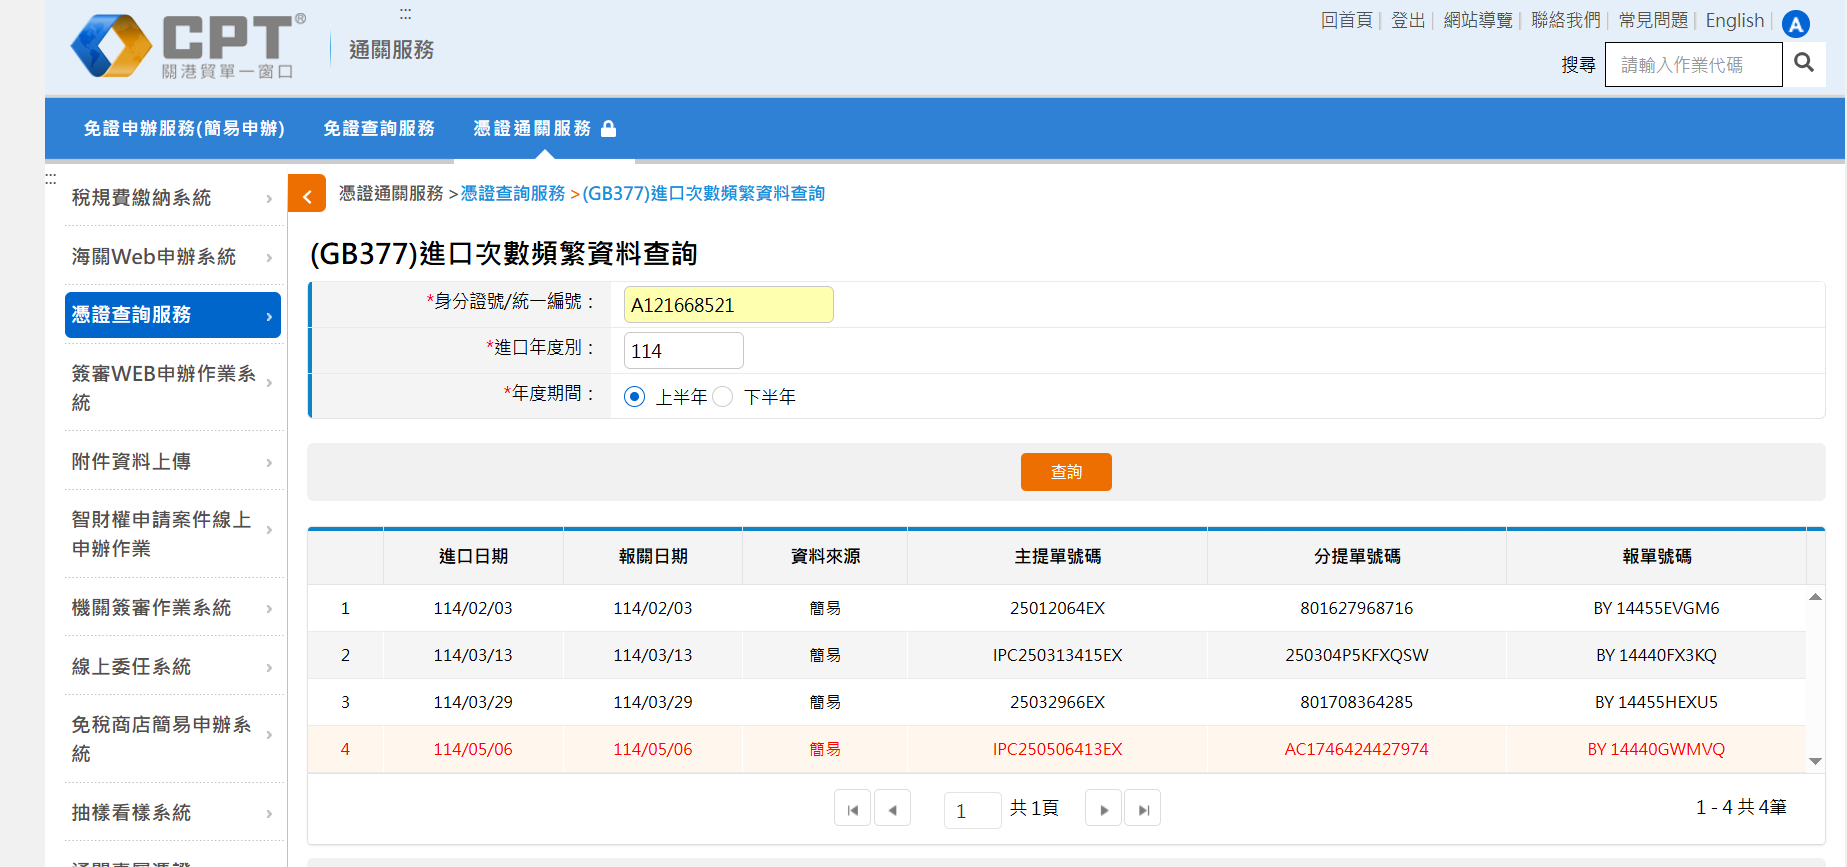 CPT®
關港貿單一窗口
:::
通關服務
回首頁| 登出| 網站導覽| 聯絡我們| 常見問題| English| A
搜尋 請輸入作業代碼
免證申辦服務(簡易申辦) 免證查詢服務 憑證通關服務
:::
稅規費繳納系統
海關Web申辦系統
憑證查詢服務
簽審WEB申辦作業系
統
附件資料上傳
智財權申請案件線上
申辦作業
機關簽審作業系統
線上委任系統
免稅商店簡易申辦系
統
抽樣看樣系統
憑證通關服務 >憑證查詢服務 >(GB377)進口次數頻繁資料查詢
(GB377)進口次數頻繁資料查詢
*身分證號/統一編號： A121668521
*進口年度別： 114
*年度期間： 上半年 下半年
查詢
進口日期 報關日期 資料來源 主提單號碼 分提單號碼 報單號碼
1 114/02/03 114/02/03 簡易 25012064EX 801627968716 BY 14455EVGM6
2 114/03/13 114/03/13 簡易 IPC250313415EX 250304P5KFXQSW BY 14440FX3KQ
3 114/03/29 114/03/29 簡易 25032966EX 801708364285 BY 14455HEXU5
4 114/05/06 114/05/06 簡易 IPC250506413EX AC1746424427974 BY 14440GWMVQ
1 共 1頁
1 - 4 共 4筆